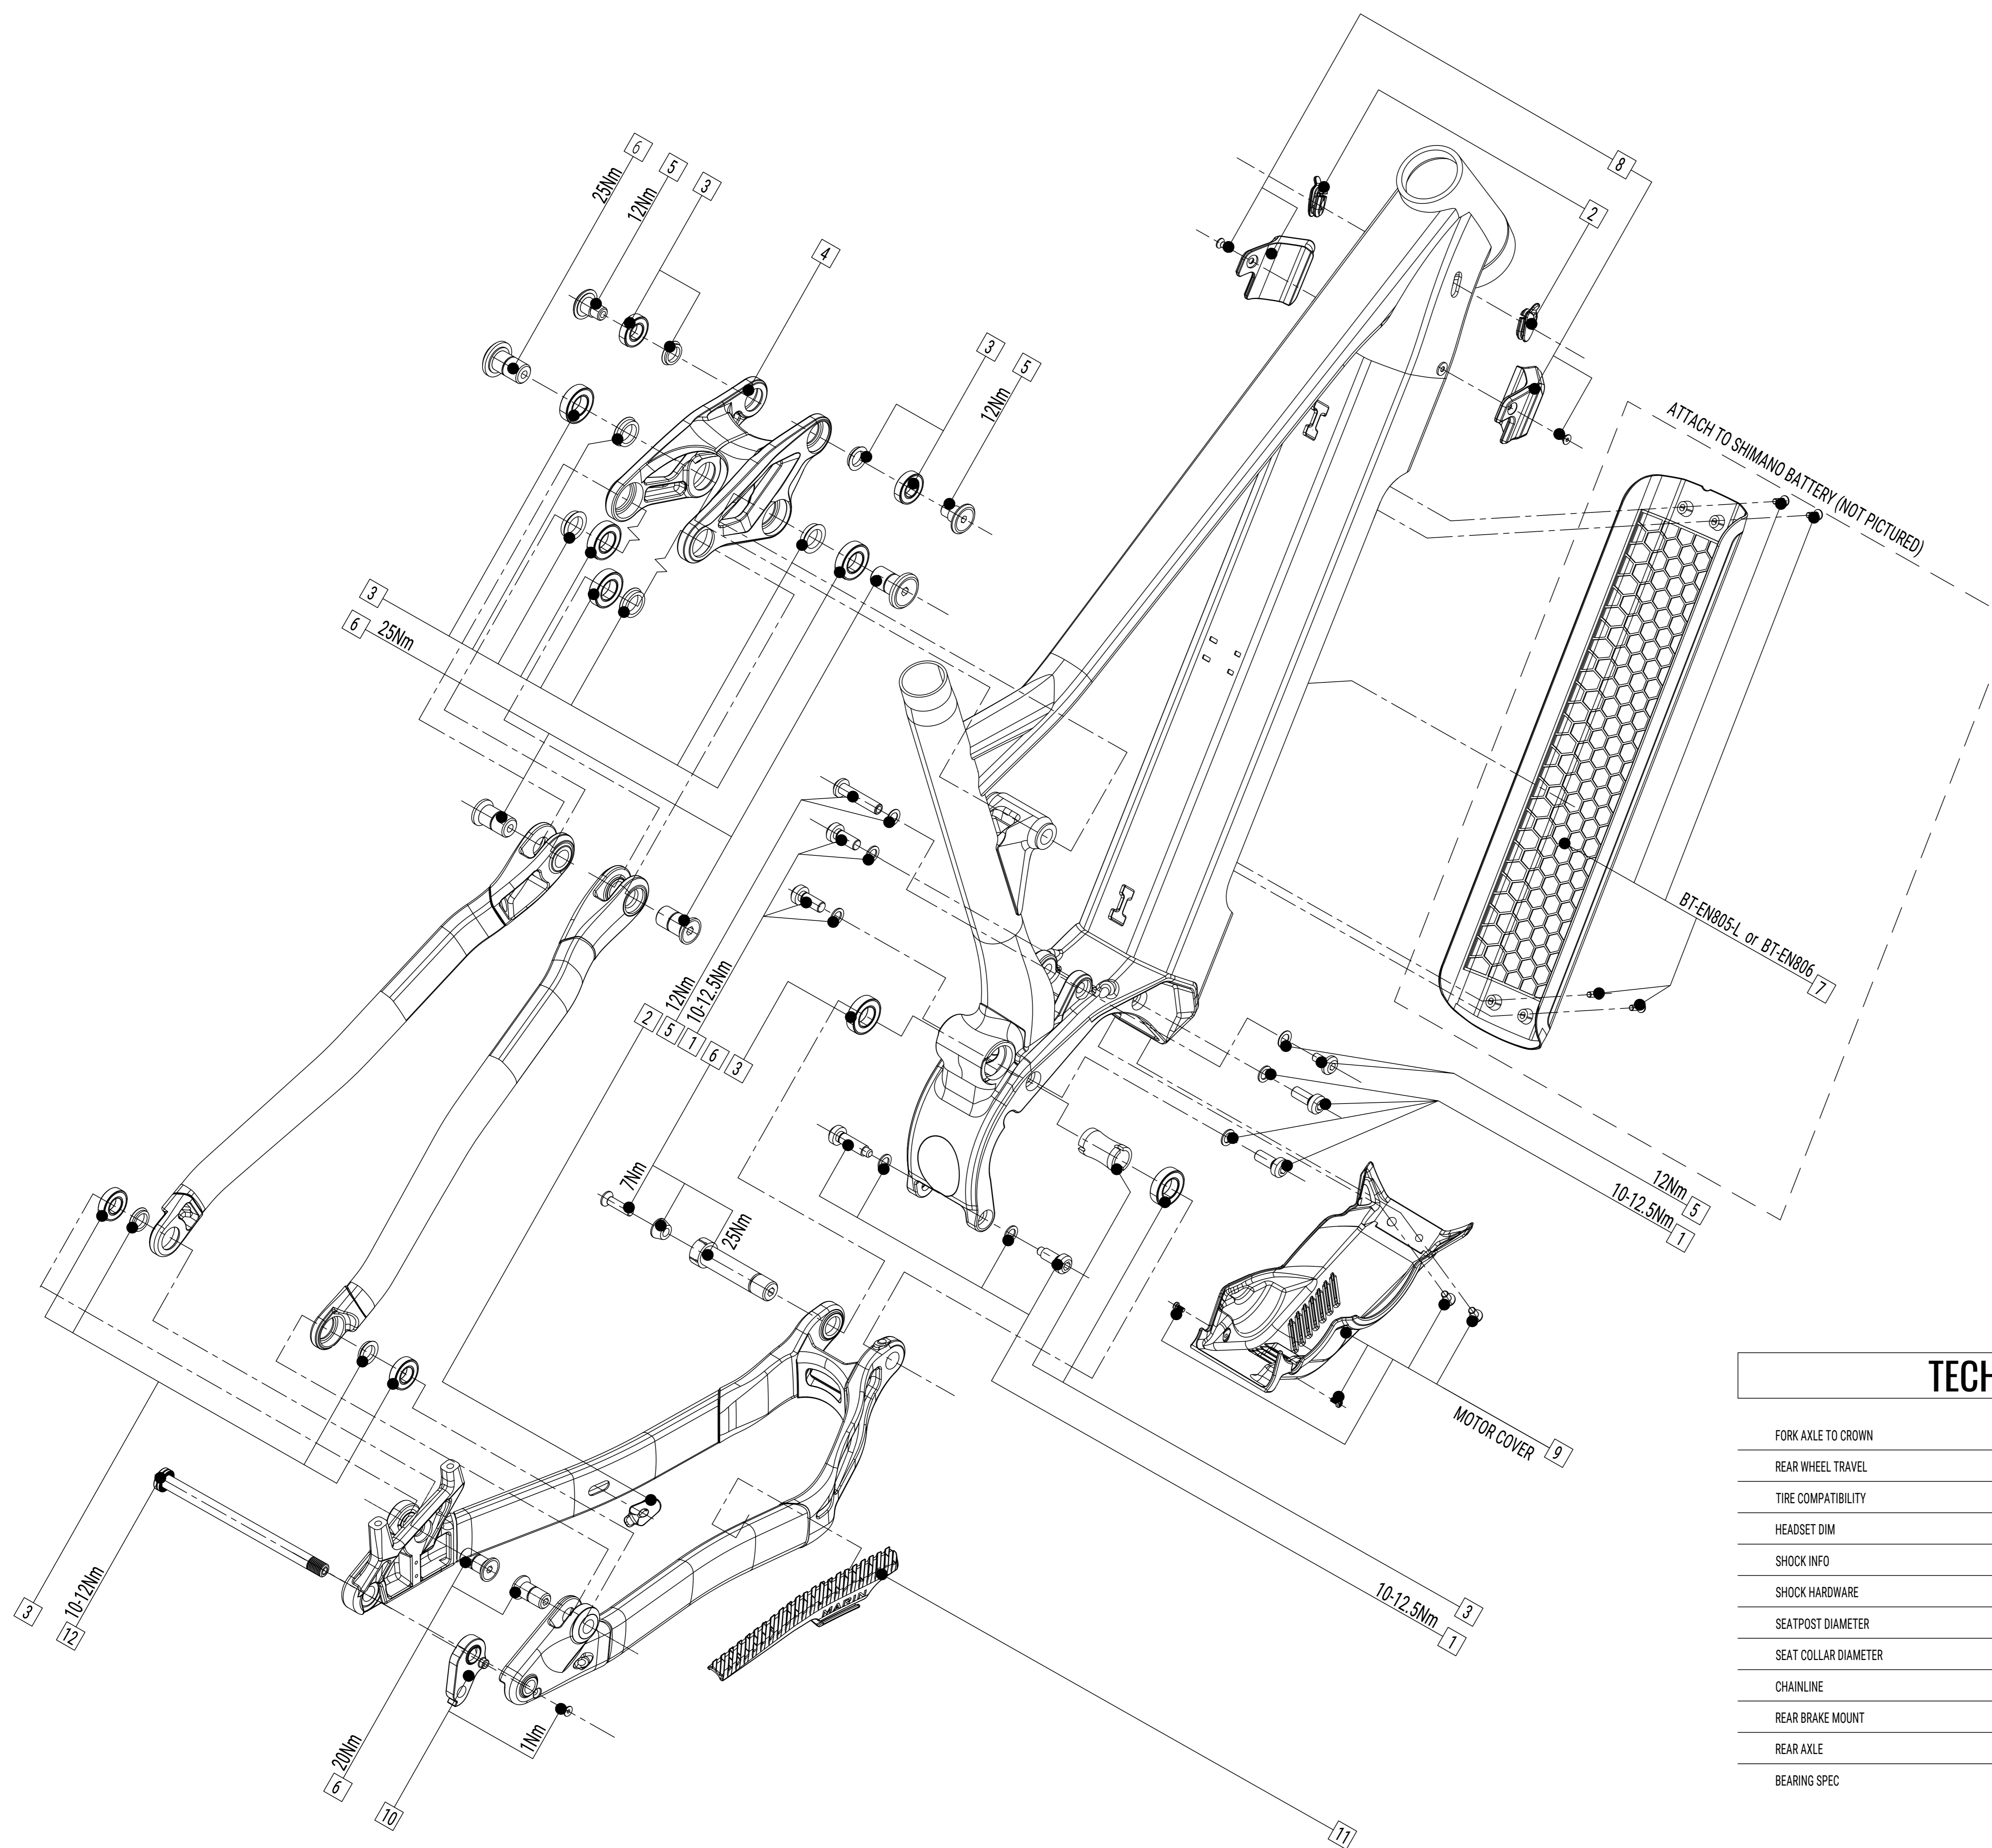 8
6
25Nm
5
12Nm
3
2
4
3
5
12Nm
ATTACH TO SHIMANO BATTERY (NOT PICTURED)
3
6 25Nm
BT-EN805-L or BT-EN806
7
12Nm
10-12.5Nm
2 5 1 6 3
7Nm
25Nm
12Nm 5
10-12.5Nm 1
MOTOR COVER 9
TECH
FORK AXLE TO CROWN
REAR WHEEL TRAVEL
TIRE COMPATIBILITY
HEADSET DIM
SHOCK INFO
SHOCK HARDWARE
SEATPOST DIAMETER
SEAT COLLAR DIAMETER
CHAINLINE
REAR BRAKE MOUNT
REAR AXLE
BEARING SPEC
MARIN
3
10-12Nm
12
3
10-12.5Nm
1
20Nm
6
1Nm
10
11